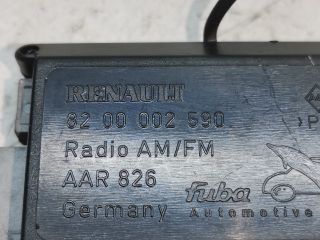 RENAULT
82 00 002 590
Radio AM/FM
AAR 826
Germany
fuba
Automotive
>P